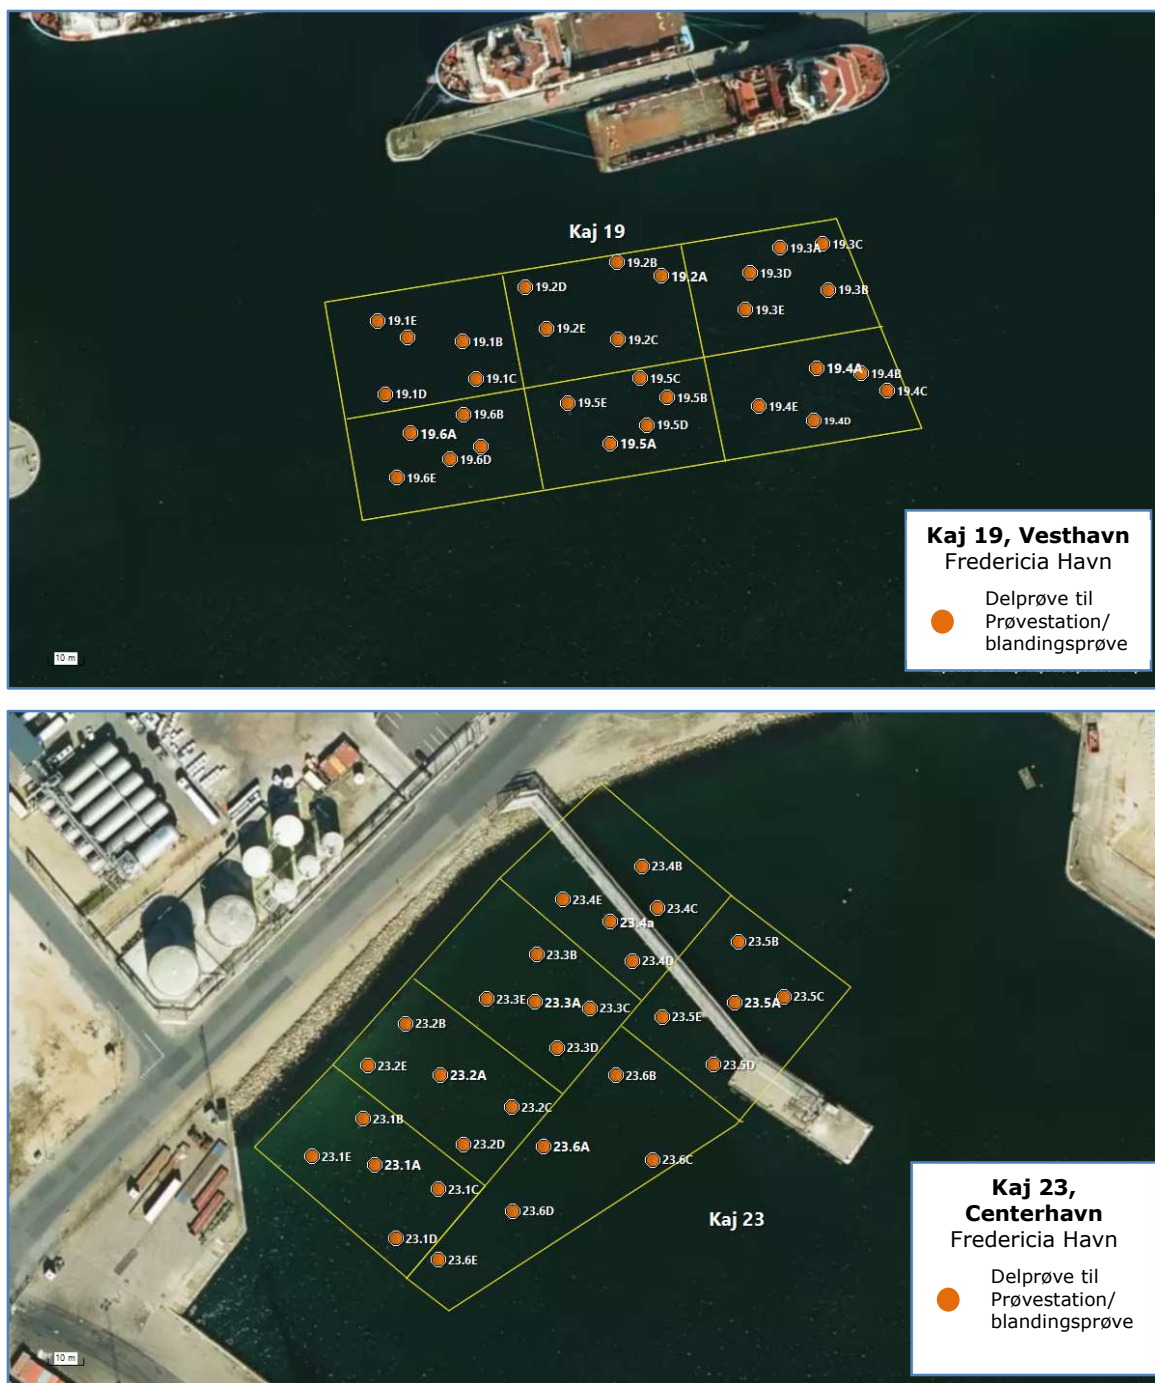 Kaj 19
19.3A
19.3C
19.2B
19.2A
19.3D
19.2D
19.3B
19.3E
19.1E
19.2E
19.1B
19.2C
19.4A
19.4B
19.5C
19.1C
19.4C
19.1D
19.5E
19.5B
19.4E
19.6B
19.4D
19.5D
19.6A
19.5A
19.6D
19.6E
Kaj 19, Vesthavn
Fredericia Havn
Delprøve til
Prøvestation/
blandingsprøve
10 m
23.4B
23.4E
23.4C
23.4a
23.5B
23.3B
23.4D
23.3E
23.3A
23.3C
23.5A
23.5C
23.5E
23.2B
23.3D
23.2E
23.5D
23.2A
23.6B
23.2C
23.1B
23.2D
23.6A
23.1E
23.1A
23.6C
23.1C
23.6D
Kaj 23
23.1D
23.6E
Kaj 23,
Centerhavn
Fredericia Havn
Delprøve til
Prøvestation/
blandingsprøve
10 m